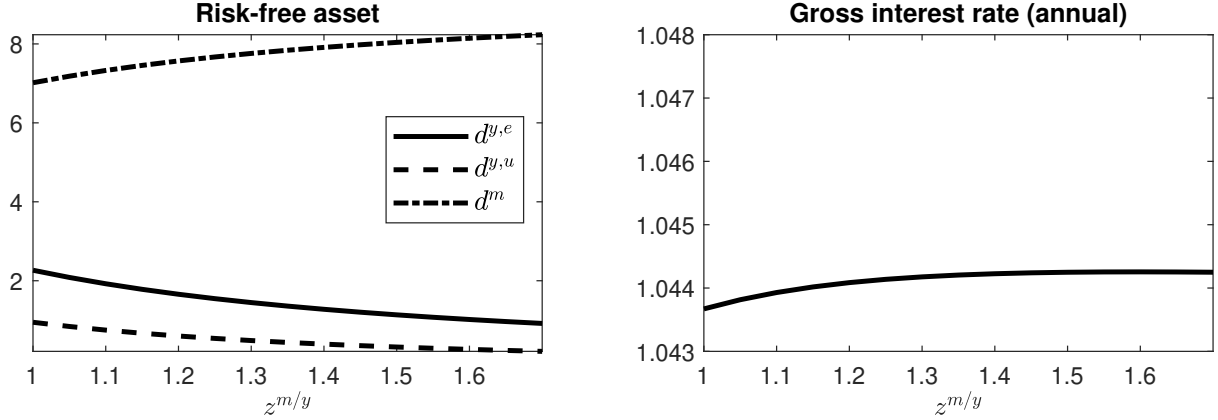 Risk-free asset
8
6
4
2
d^{y,e}
d^{y,u}
d^m
1 1.1 1.2 1.3 1.4 1.5 1.6
z^{m/y}
Gross interest rate (annual)
1.048
1.047
1.046
1.045
1.044
1.043
1 1.1 1.2 1.3 1.4 1.5 1.6
z^{m/y}